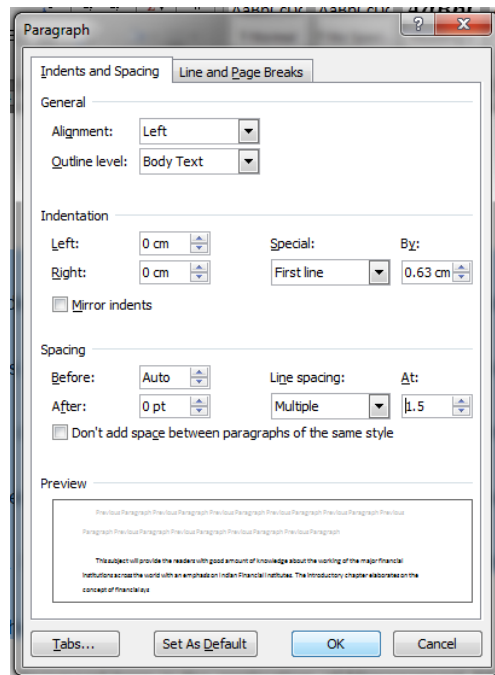 Paragraph
Indents and Spacing
Line and Page Breaks
General
Alignment: Left
Outline level: Body Text
Indentation
Left: 0 cm Special: By:
Right: 0 cm First line 0.63 cm
Mirror indents
Spacing
Before: Auto Line spacing: At:
After: 0 pt Multiple 1.5
Don't add space between paragraphs of the same style
Preview
Previous Paragraph Previous Paragraph Previous Paragraph Previous Paragraph Previous Paragraph Previous
Paragraph Previous Paragraph Previous Paragraph Previous Paragraph Previous Paragraph
This subject will provide the readers with good amount of knowledge about the working of the major financial
institutions across the world with an emphasis on Indian Financial Institutes. The introductory chapter elaborates on the
concept of financial sys
Tabs... Set As Default OK Cancel